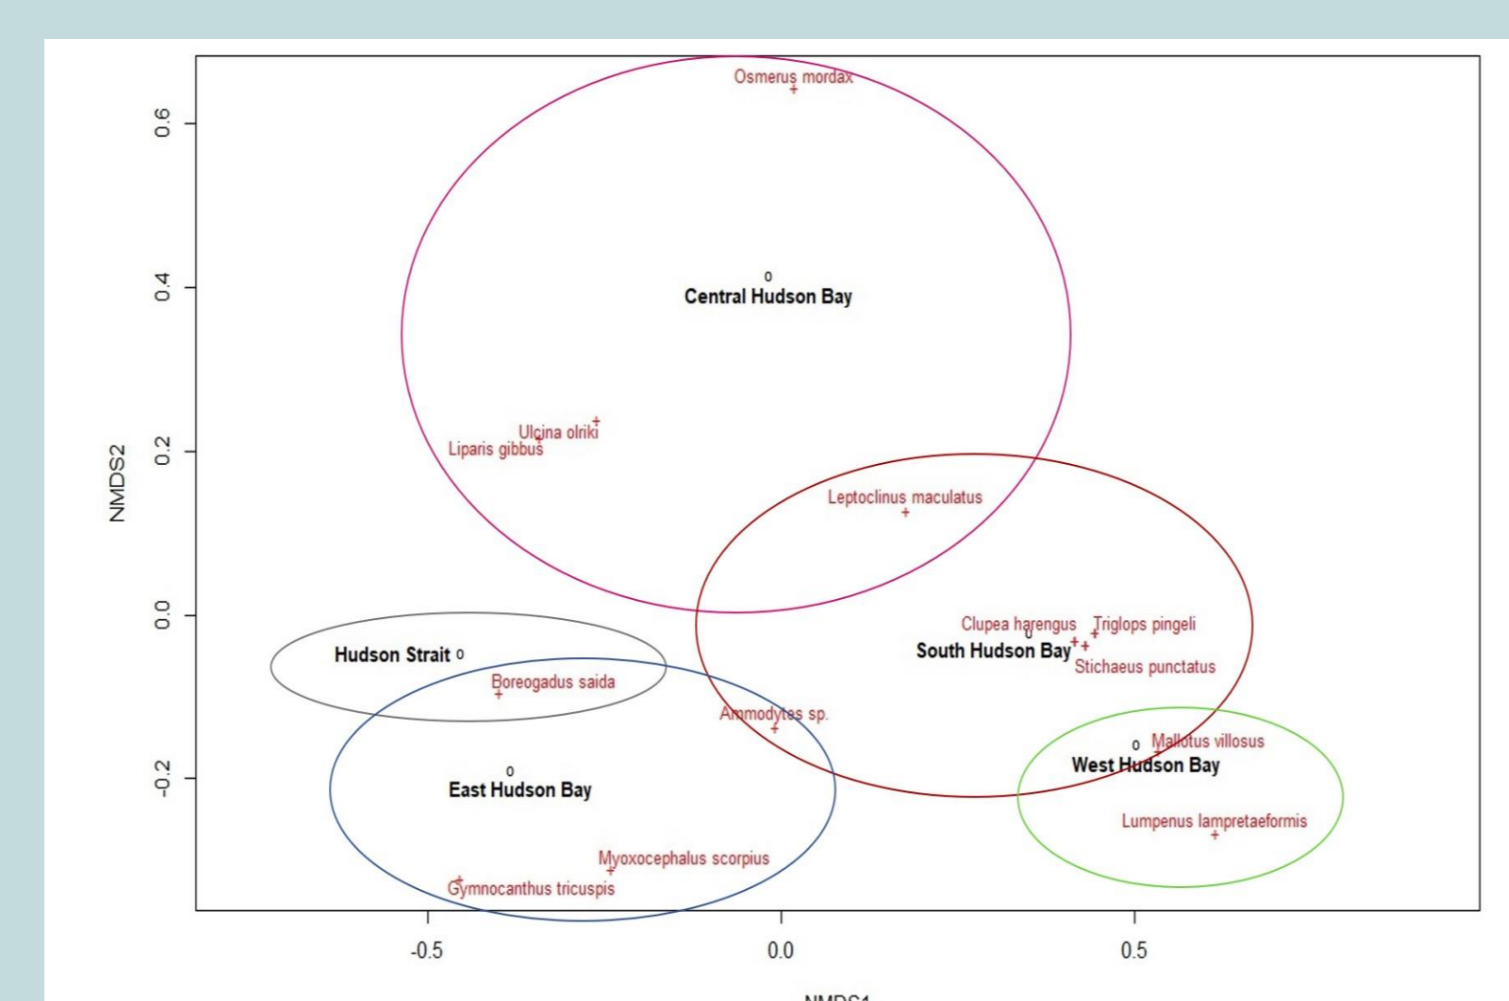 Osmerus mordax
0.6
0.4
Central Hudson Bay
Ulcina olriki
Liparis gibbus
0.2
NMDS2
Leptoclinus maculatus
0.0
Clupea harengus Triglops pingeli
Hudson Strait
South Hudson Bay
Stichaeus punctatus
Boreogadus saida
Ammodytes sp.
Mallotus villosus
West Hudson Bay
-0.2
East Hudson Bay
Lumpenus lampretaeformis
Myoxocephalus scorpius
Gymnocanthus tricuspis
-0.5 0.0 0.5
NMDS1